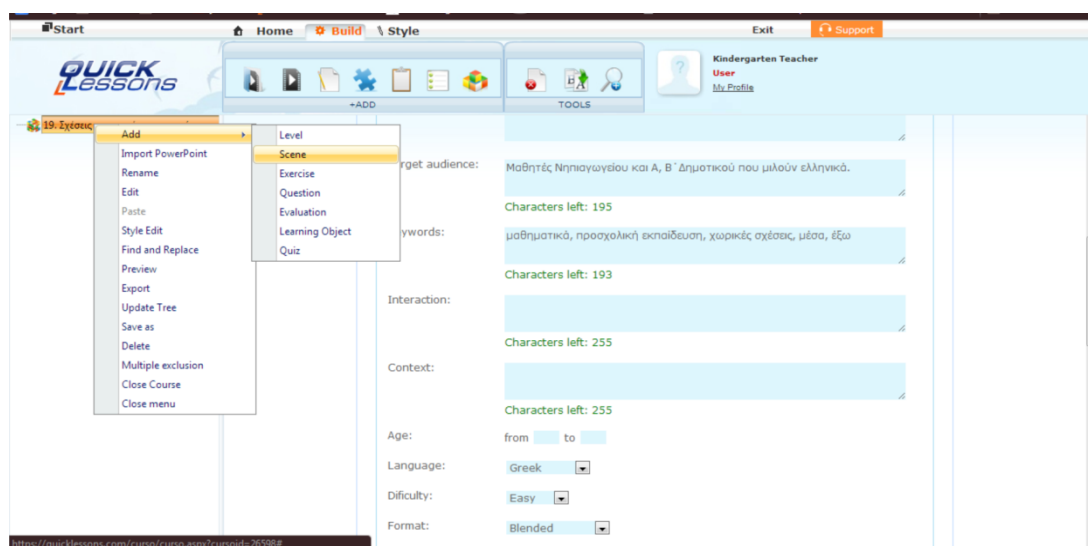 Start
Home
Build
Style
Exit
Support
QUICK
Lessons
+ADD
TOOLS
Kindergarten Teacher
User
My Profile
19. Σχέσεις
Add
Import PowerPoint
Rename
Edit
Paste
Style Edit
Find and Replace
Preview
Export
Update Tree
Save as
Delete
Multiple exclusion
Close Course
Close menu
Level
Scene
Exercise
Question
Evaluation
Learning Object
Quiz
rget audience:
Μαθητές Νηπιαγωγείου και Α, Β΄Δημοτικού που μιλούν ελληνικά.
Characters left: 195
ywords:
μαθηματικά, προσχολική εκπαίδευση, χωρικές σχέσεις, μέσα, έξω
Characters left: 193
Interaction:
Characters left: 255
Context:
Characters left: 255
Age:
from to
Language:
Greek
Dificulty:
Easy
Format:
Blended
https://quicklessons.com/curso/curso.aspx?cursoid=26598#